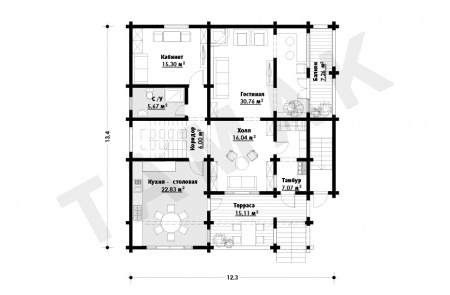 Кабинет
15.30 м²
Гостиная
30.76 м²
Балкон
7.26 м²
С/У
5.67 м²
Коридор
6.00 м²
Холл
16.04 м²
Кухня - столовая
22.83 м²
Тамбур
7.07 м²
Терраса
15.11 м²
13.4
12.3
ТАМАК